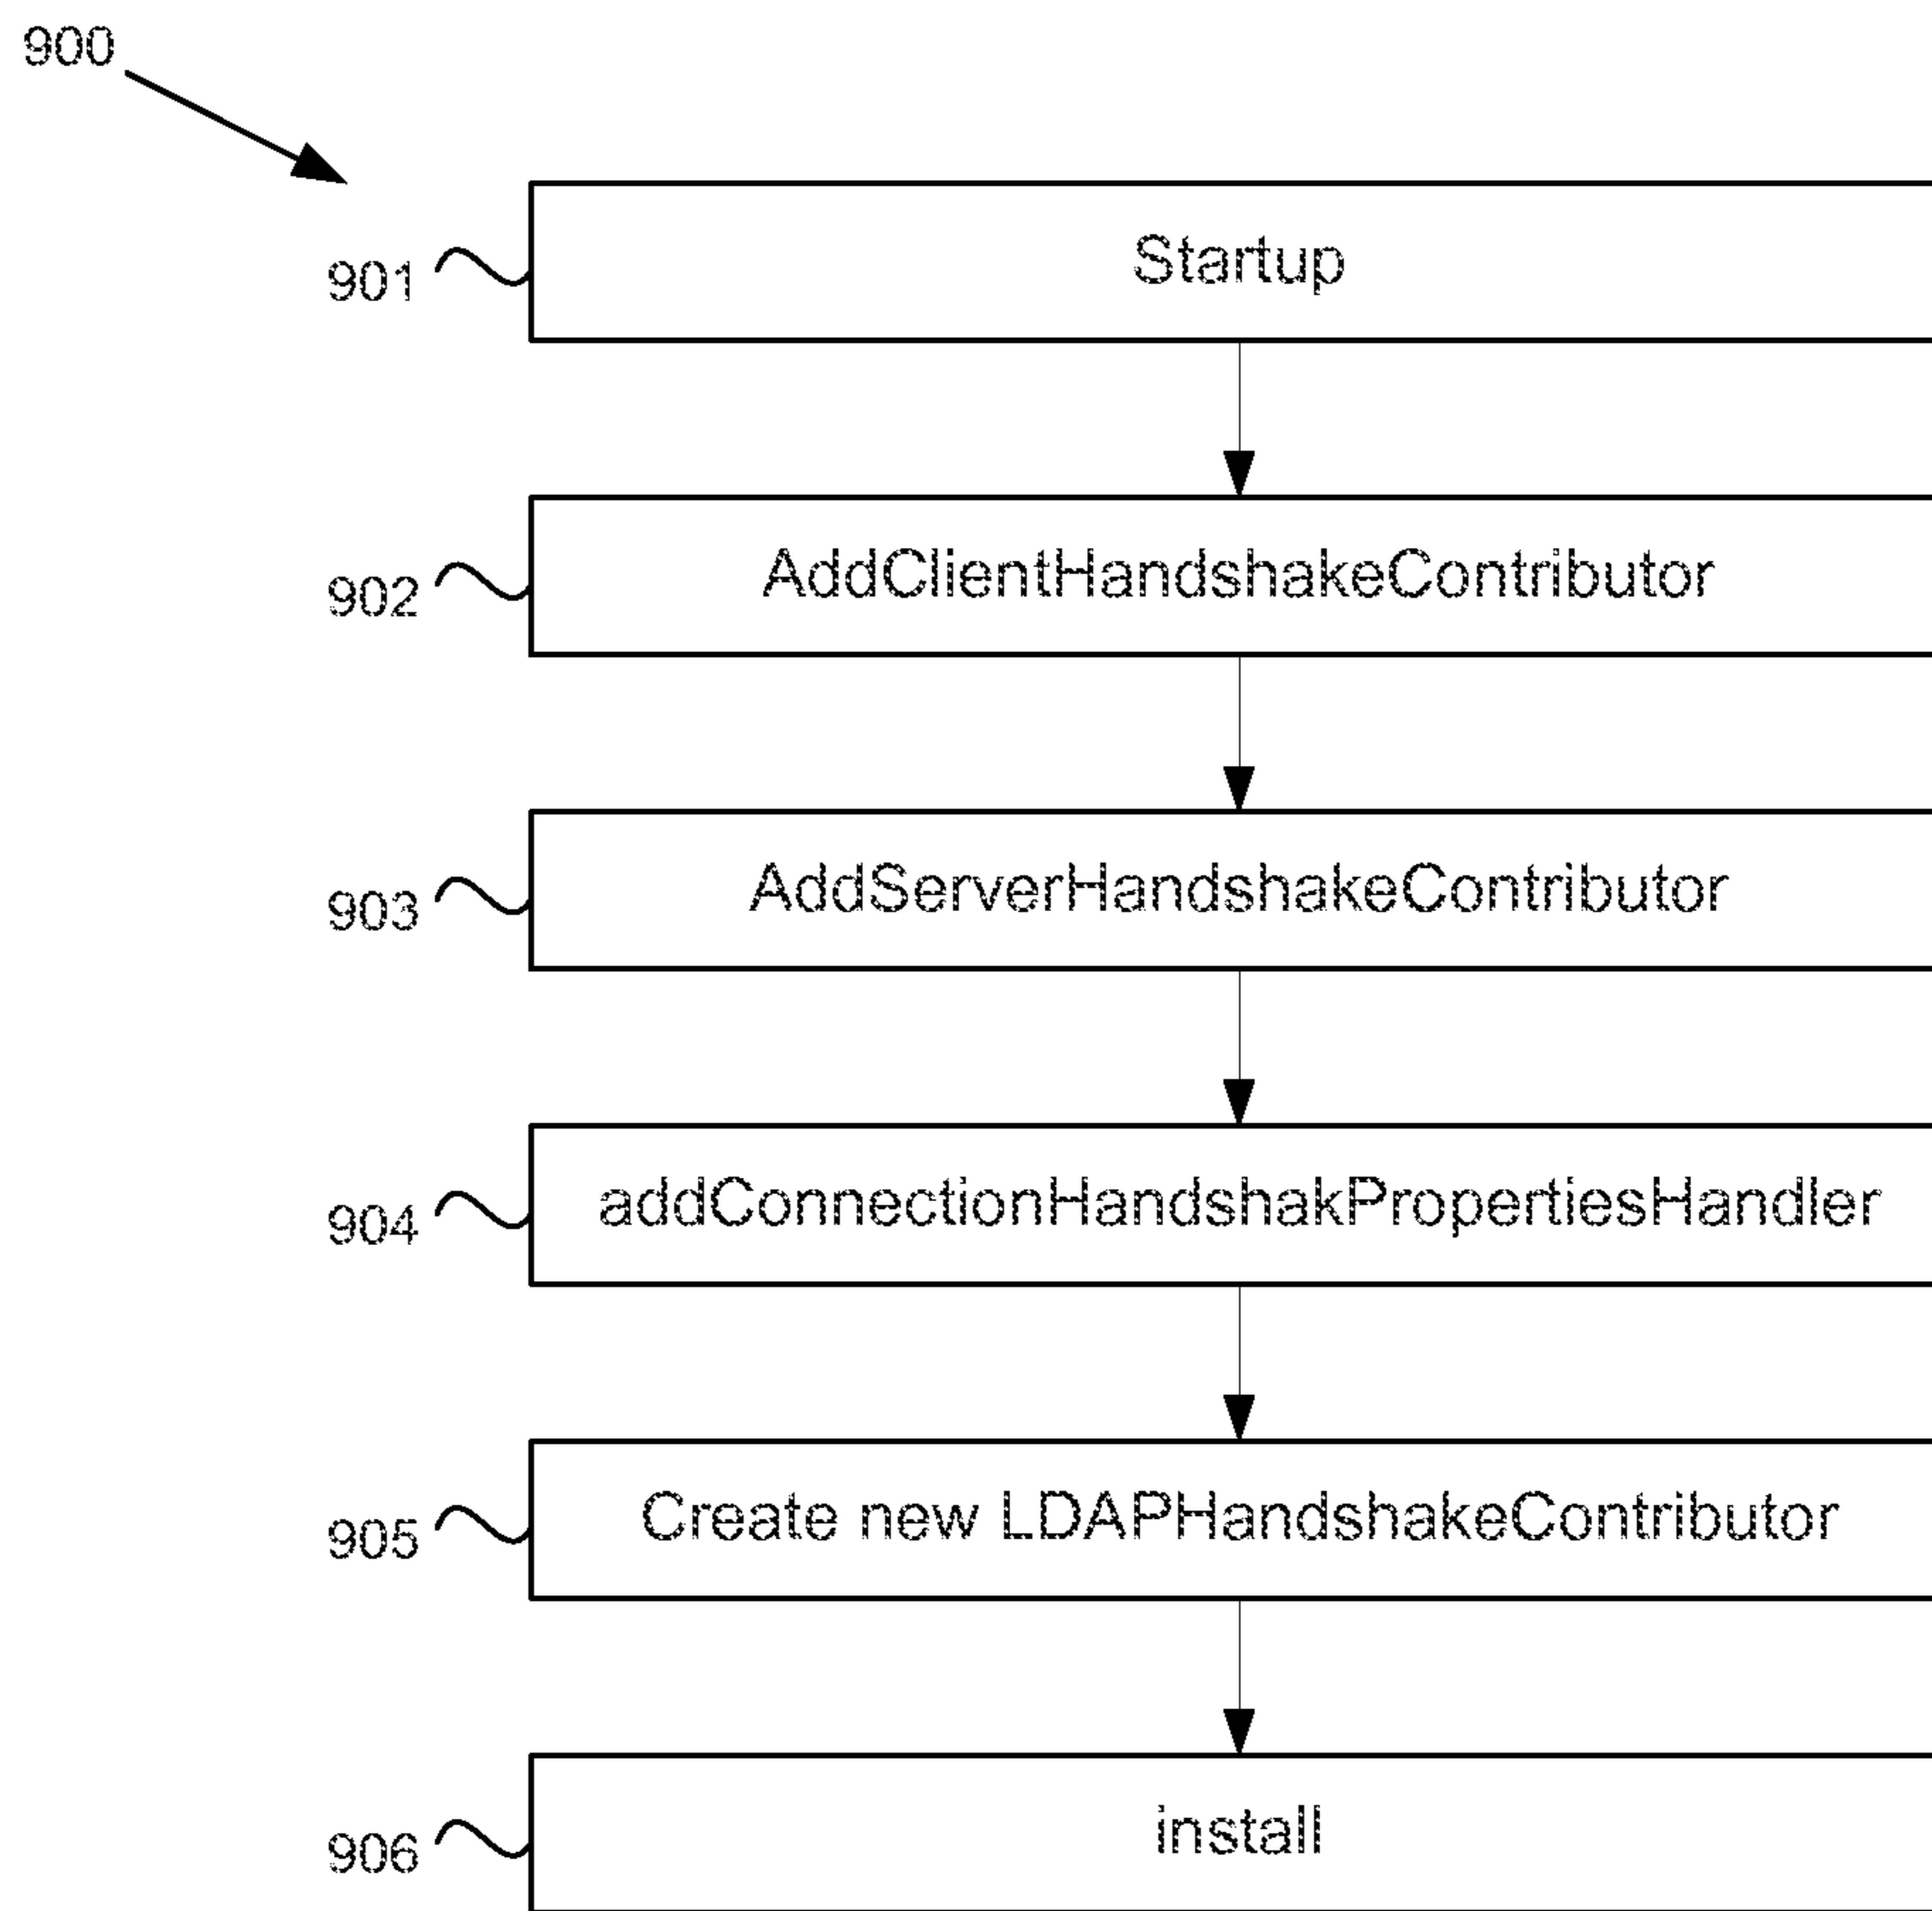 900
Startup
901
AddClientHandshakeContributor
902
AddServerHandshakeContributor
903
addConnectionHandshakPropertiesHandler
904
Create new LDAPHandshakeContributor
905
install
906